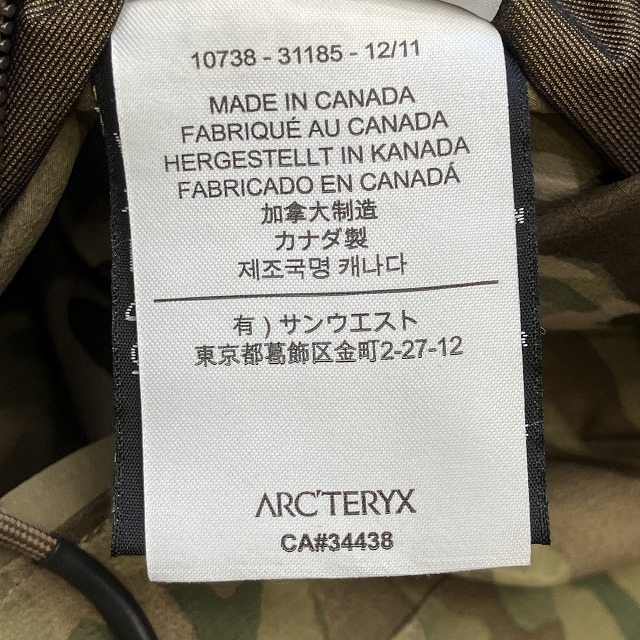 10738 - 31185 - 12/11
MADE IN CANADA
FABRIQUÉ AU CANADA
HERGESTELLT IN KANADA
FABRICADO EN CANADÁ
加拿大制造
カナダ製
제조국명 캐나다
有）サンウエスト
東京都葛飾区金町2-27-12
ARC'TERYX
CA#34438